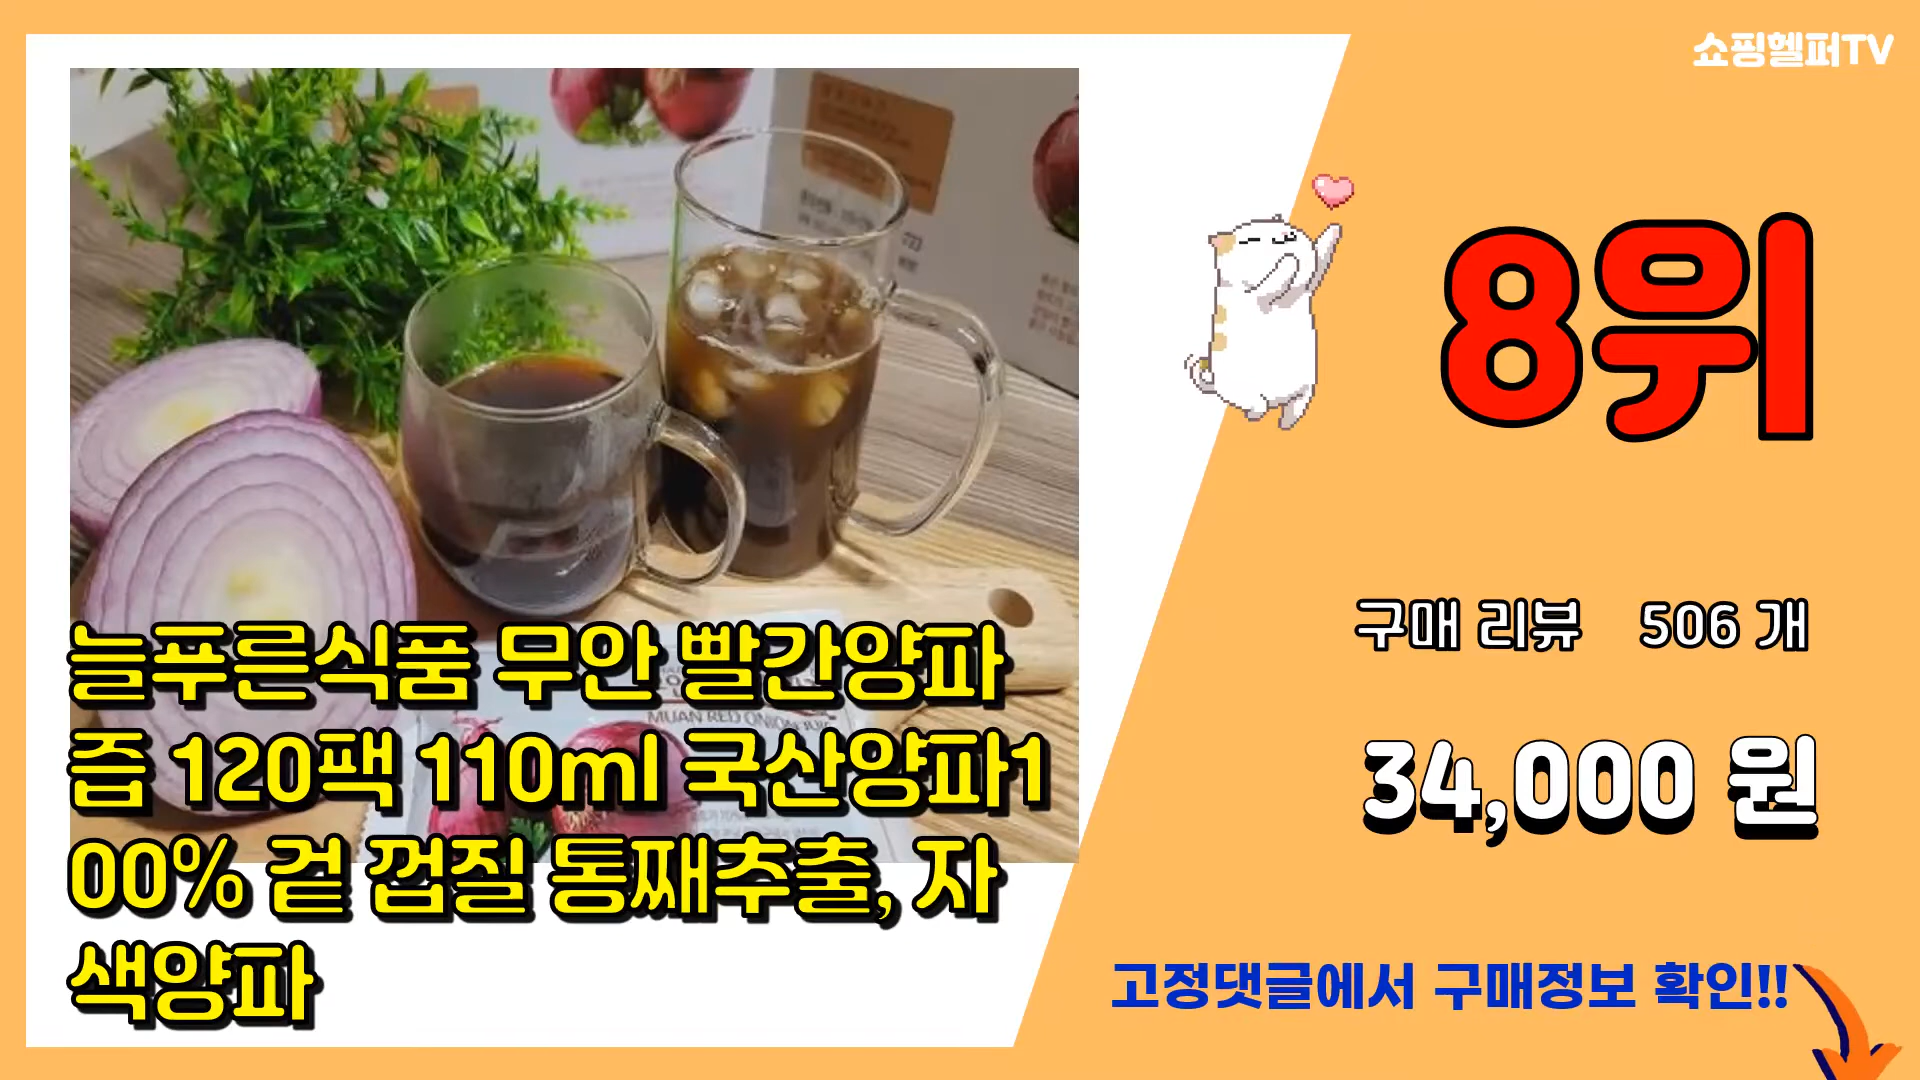 쇼핑헬퍼TV
8위
구매 리뷰 506 개
34,000 원
늘푸른식품 무안 빨간양파
즙 120팩 110ml 국산양파1
00% 겉 껍질 통째추출, 자
색양파
MUAN RED ONION
고정댓글에서 구매정보 확인!!